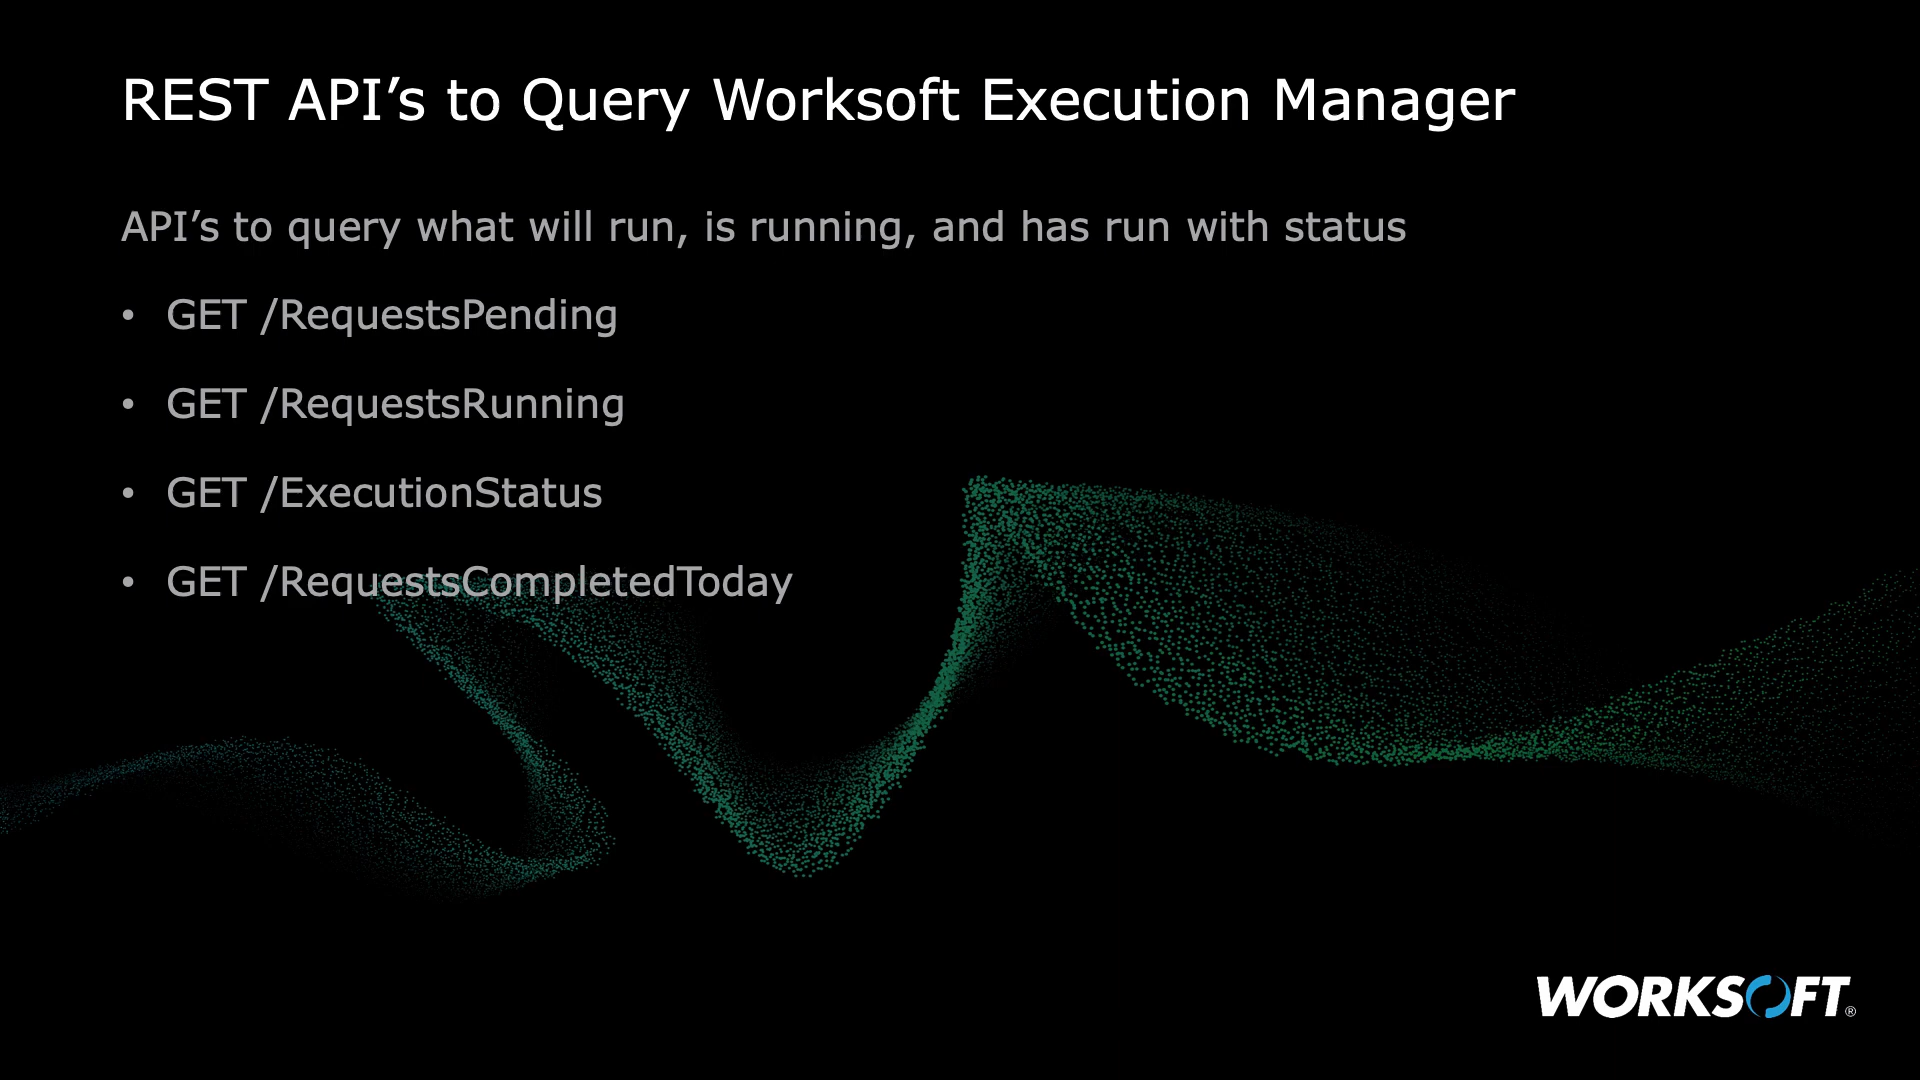 REST API’s to Query Worksoft Execution Manager
API’s to query what will run, is running, and has run with status
• GET /RequestsPending
• GET /RequestsRunning
• GET /ExecutionStatus
• GET /RequestsCompletedToday
WORKSOFT®